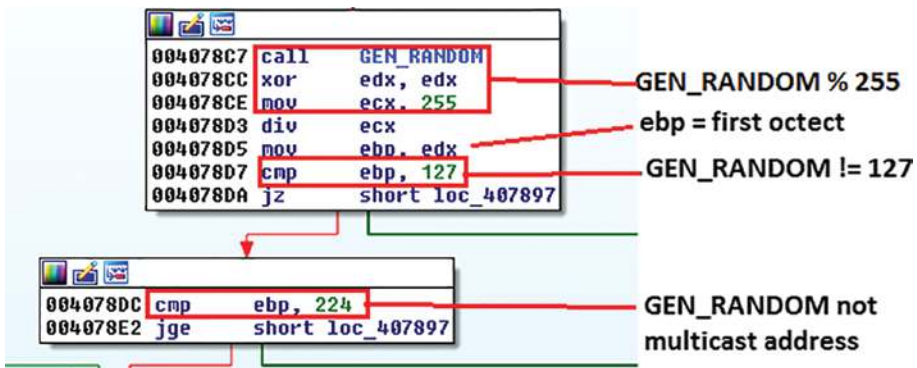 004078C7 call GEN_RANDOM
004078CC xor edx, edx
004078CE mov ecx, 255
004078D3 div ecx
004078D5 mov ebp, edx
004078D7 cmp ebp, 127
004078DA jz short loc_407897
GEN_RANDOM % 255
ebp = first octect
GEN_RANDOM != 127
004078DC cmp ebp, 224
004078E2 jge short loc_407897
GEN_RANDOM not
multicast address